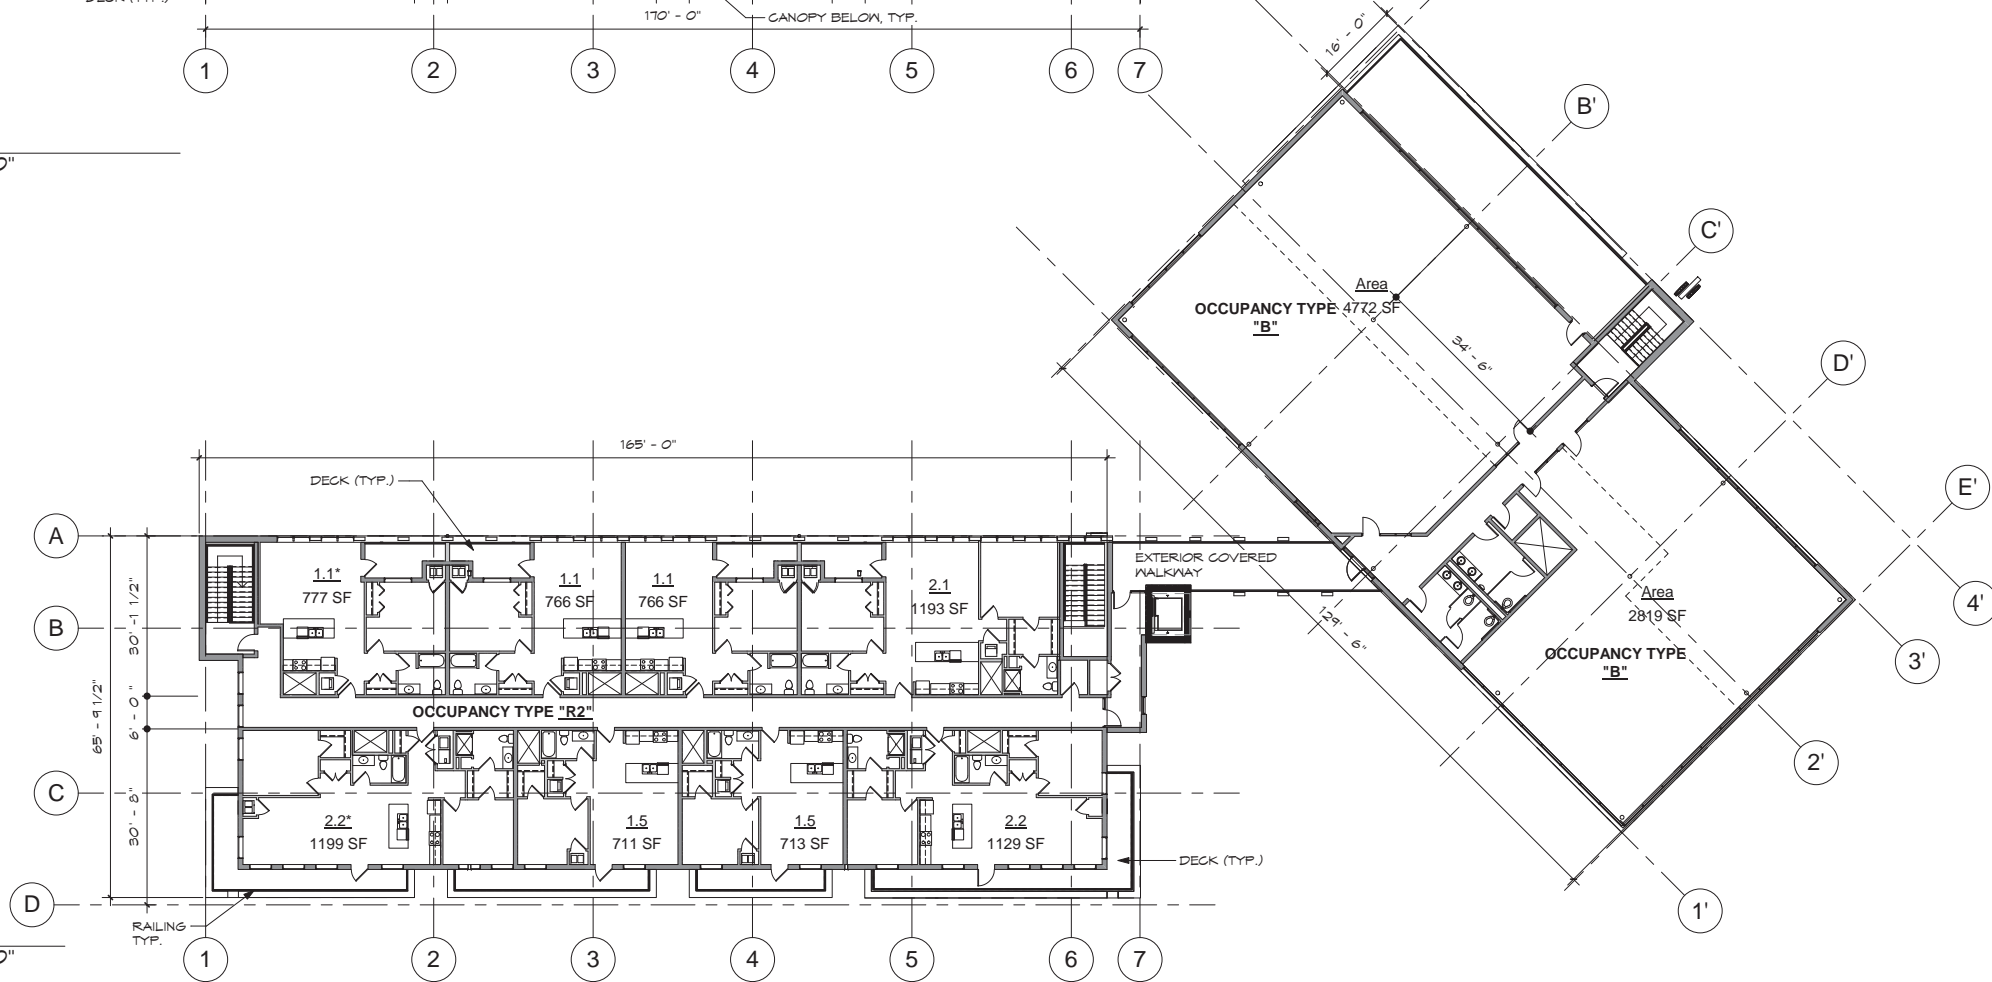 DECK (TYP.)
170' - 0"
CANOPY BELOW, TYP.
16' - 0"
1
2
3
4
5
6
7
B'
0"
C'
Area
OCCUPANCY TYPE 4772 SF
"B"
34' - 6"
D'
165' - 0"
DECK (TYP.)
E'
A
EXTERIOR COVERED
WALKWAY
1.1*
777 SF
1.1
766 SF
1.1
766 SF
2.1
1193 SF
30' -1 1/2"
B
Area
2819 SF
4'
129' - 6"
OCCUPANCY TYPE
"B"
3'
65' - 9 1/2"
6' - 0"
OCCUPANCY TYPE "R2"
2'
C
30' - 8"
2.2*
1199 SF
1.5
711 SF
1.5
713 SF
2.2
1129 SF
DECK (TYP.)
D
1'
RAILING
TYP.
0"
1
2
3
4
5
6
7